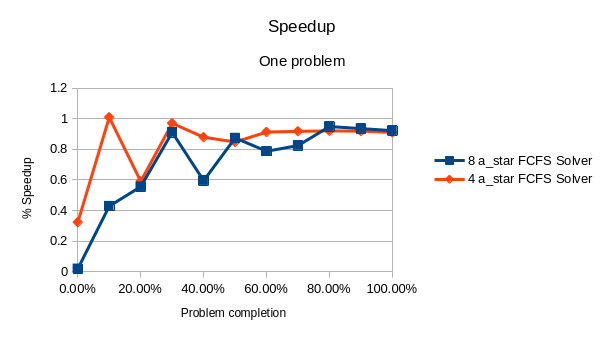 Speedup
One problem
1.2
1
0.8
0.6
0.4
0.2
0
% Speedup
0.00%
20.00%
40.00%
60.00%
80.00%
100.00%
Problem completion
8 a_star FCFS Solver
4 a_star FCFS Solver